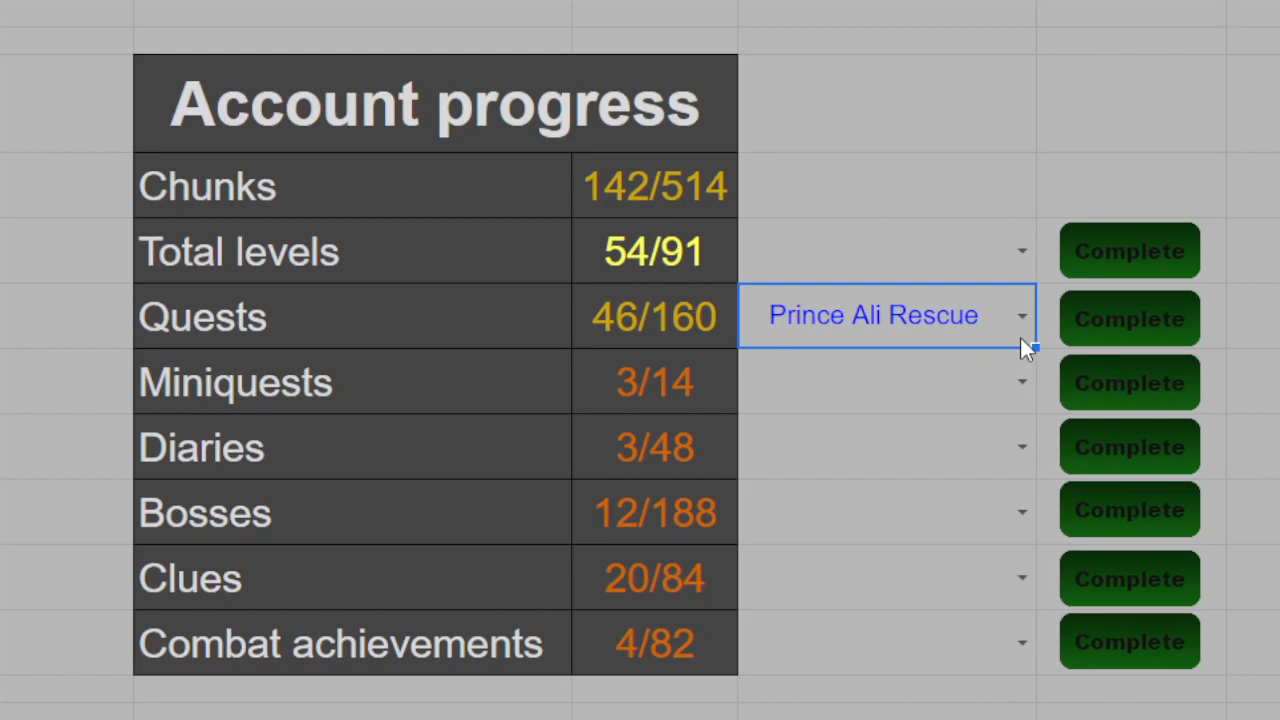 Account progress
Chunks 142/514
Total levels 54/91 Complete
Quests 46/160 Prince Ali Rescue Complete
Miniquests 3/14 Complete
Diaries 3/48 Complete
Bosses 12/188 Complete
Clues 20/84 Complete
Combat achievements 4/82 Complete